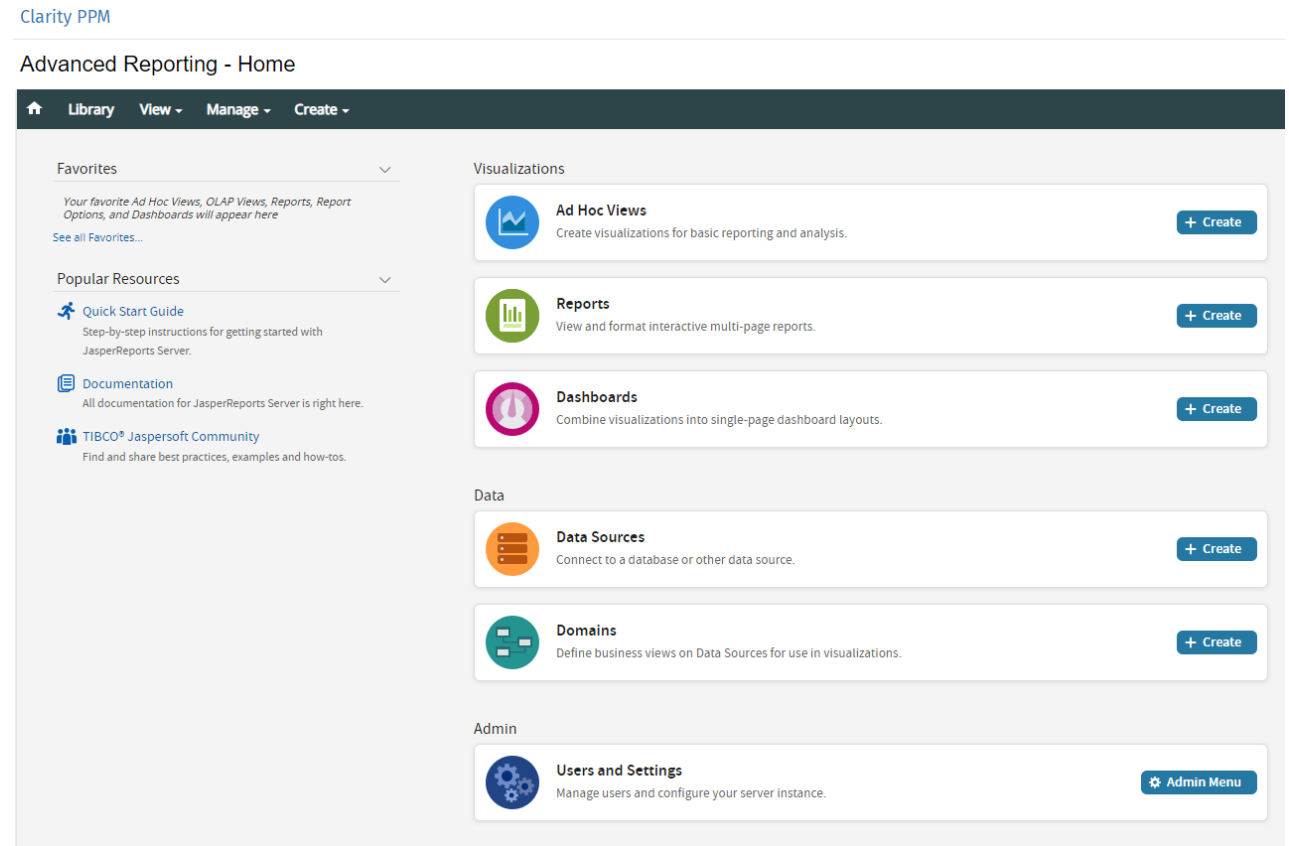 Clarity PPM
Advanced Reporting - Home
Library View Manage Create
Favorites
Your favorite Ad Hoc Views, OLAP Views, Reports, Report
Options, and Dashboards will appear here
See all Favorites...
Popular Resources
Quick Start Guide
Step-by-step instructions for getting started with
JasperReports Server.
Documentation
All documentation for JasperReports Server is right here.
TIBCO® Jaspersoft Community
Find and share best practices, examples and how-tos.
Visualizations
Ad Hoc Views
Create visualizations for basic reporting and analysis.
+ Create
Reports
View and format interactive multi-page reports.
+ Create
Dashboards
Combine visualizations into single-page dashboard layouts.
+ Create
Data
Data Sources
Connect to a database or other data source.
+ Create
Domains
Define business views on Data Sources for use in visualizations.
+ Create
Admin
Users and Settings
Manage users and configure your server instance.
Admin Menu